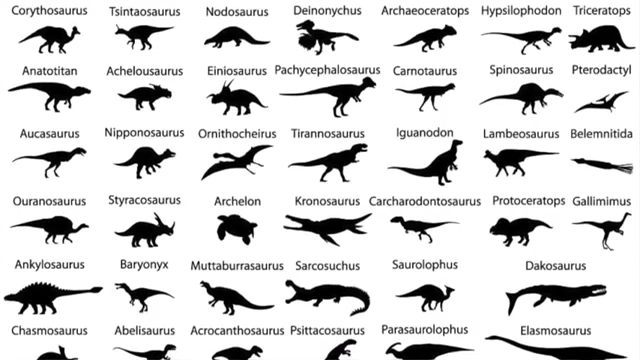 Corythosaurus Tsintaosaurus Nodosaurus Deinonychus Archaeoceratops Hypsilophodon Triceratops
Anatotitan Achelousaurus Einiosaurus Pachycephalosaurus Carnotaurus Spinosaurus Pterodactyl
Aucasaurus Nipponosaurus Ornithocheirus Tirannosaurus Iguanodon Lambeosaurus Belemnitida
Ouranosaurus Styracosaurus Archelon Kronosaurus Carcharodontosaurus Protoceratops Gallimimus
Ankylosaurus Baryonyx Muttaburrasaurus Sarcosuchus Saurolophus Dakosaurus
Chasmosaurus Abelisaurus Acrocanthosaurus Psittacosaurus Parasaurolophus Elasmosaurus